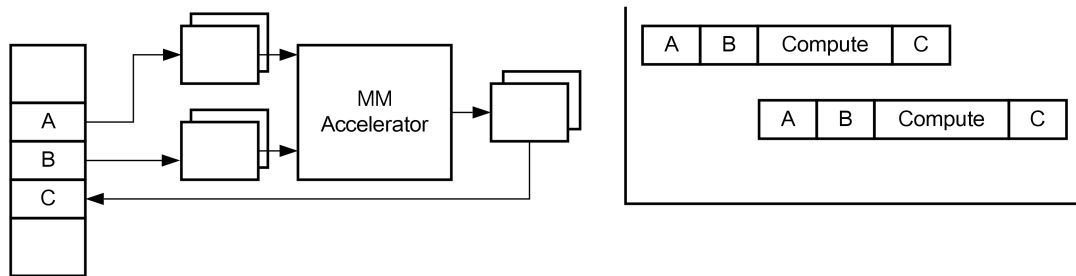 A
B
C
MM
Accelerator
A B Compute C
A B Compute C